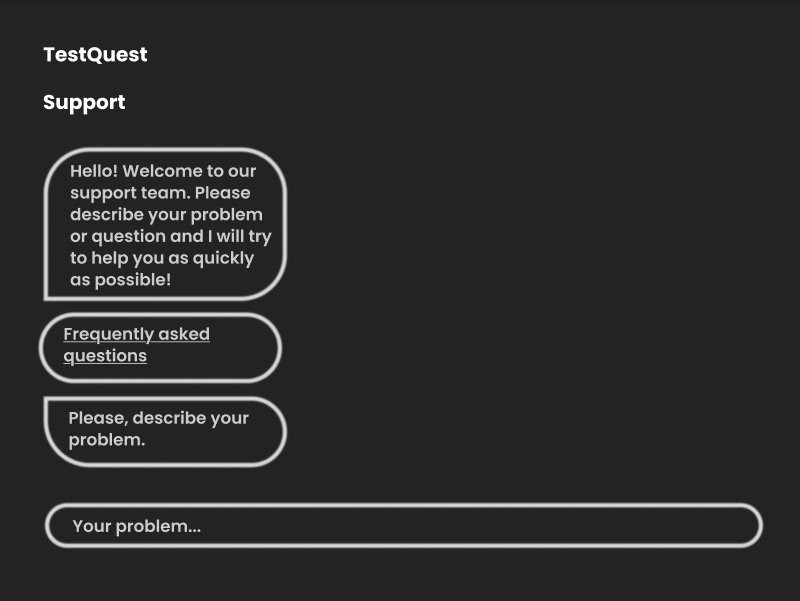 TestQuest
Support
Hello! Welcome to our
support team. Please
describe your problem
or question and I will try
to help you as quickly
as possible!
Frequently asked
questions
Please, describe your
problem.
Your problem...